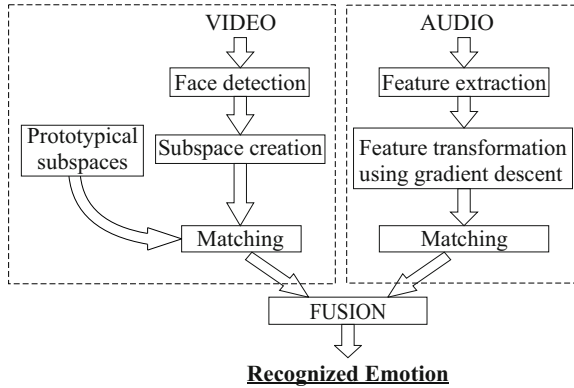 VIDEO
Face detection
Prototypical
subspaces
Subspace creation
Matching
AUDIO
Feature extraction
Feature transformation
using gradient descent
Matching
FUSION
Recognized Emotion